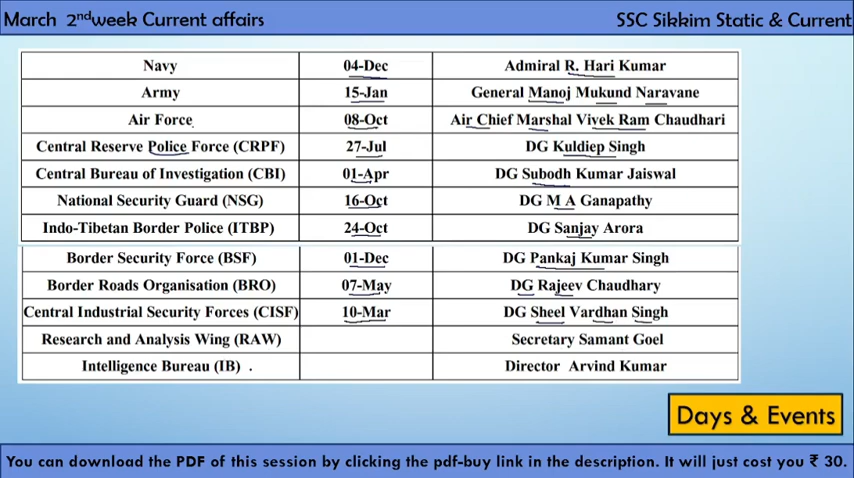 March 2ndweek Current affairs SSC Sikkim Static & Current
Navy 04-Dec Admiral R. Hari Kumar
Army 15-Jan General Manoj Mukund Naravane
Air Force 08-Oct Air Chief Marshal Vivek Ram Chaudhari
Central Reserve Police Force (CRPF) 27-Jul DG Kuldiep Singh
Central Bureau of Investigation (CBI) 01-Apr DG Subodh Kumar Jaiswal
National Security Guard (NSG) 16-Oct DG M A Ganapathy
Indo-Tibetan Border Police (ITBP) 24-Oct DG Sanjay Arora
Border Security Force (BSF) 01-Dec DG Pankaj Kumar Singh
Border Roads Organisation (BRO) 07-May DG Rajeev Chaudhary
Central Industrial Security Forces (CISF) 10-Mar DG Sheel Vardhan Singh
Research and Analysis Wing (RAW) Secretary Samant Goel
Intelligence Bureau (IB) Director Arvind Kumar
Days & Events
You can download the PDF of this session by clicking the pdf-buy link in the description. It will just cost you ₹ 30.